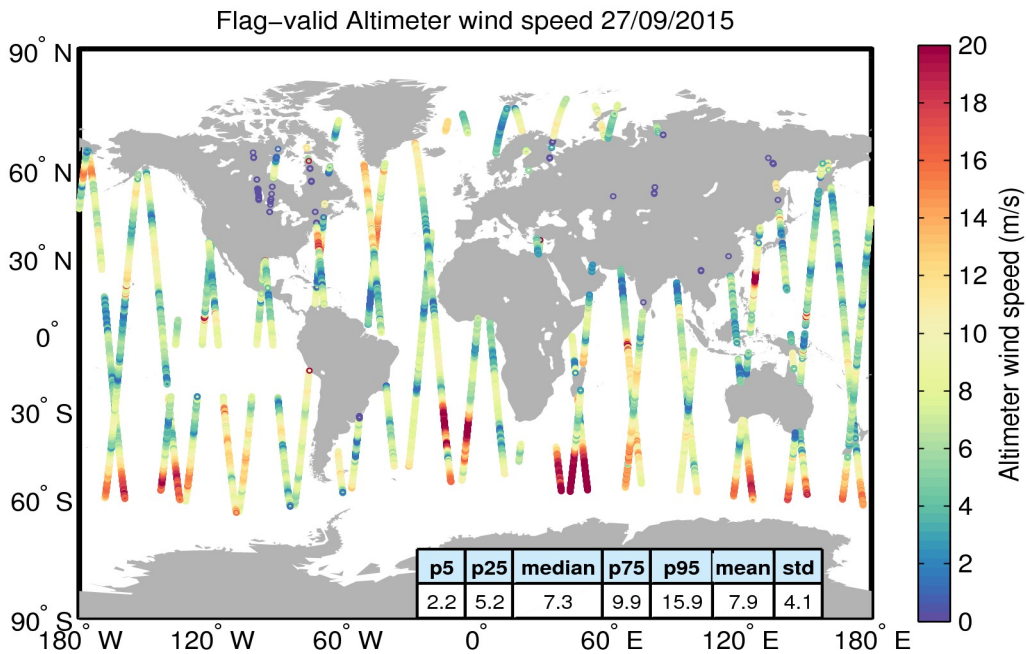 Flag−valid Altimeter wind speed 27/09/2015
90° N
60° N
30° N
0°
30° S
60° S
90° S
180° W
120° W
60° W
0°
60° E
120° E
180° E
p5 p25 median p75 p95 mean std
2.2 5.2 7.3 9.9 15.9 7.9 4.1
20
18
16
14
12
10
8
6
4
2
0
Altimeter wind speed (m/s)